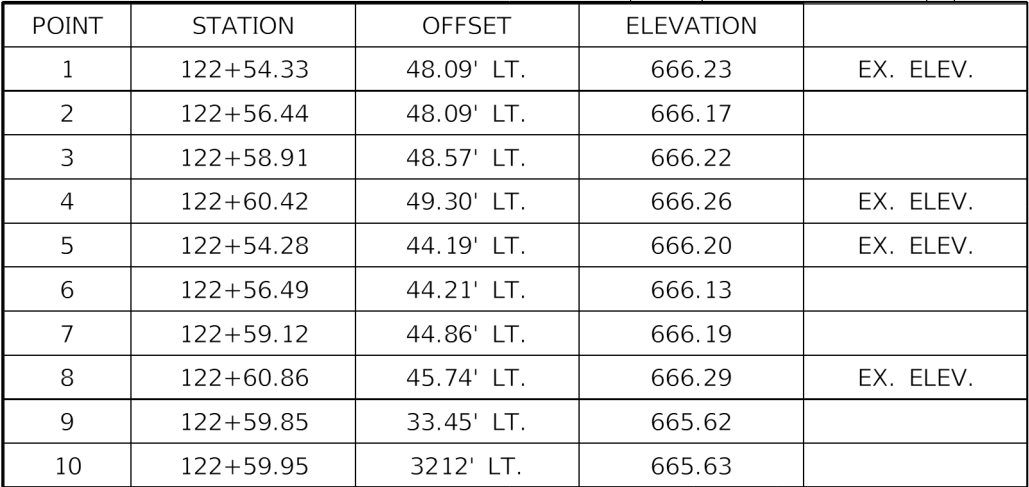 POINT STATION OFFSET ELEVATION
1 122+54.33 48.09' LT. 666.23 EX. ELEV.
2 122+56.44 48.09' LT. 666.17
3 122+58.91 48.57' LT. 666.22
4 122+60.42 49.30' LT. 666.26 EX. ELEV.
5 122+54.28 44.19' LT. 666.20 EX. ELEV.
6 122+56.49 44.21' LT. 666.13
7 122+59.12 44.86' LT. 666.19
8 122+60.86 45.74' LT. 666.29 EX. ELEV.
9 122+59.85 33.45' LT. 665.62
10 122+59.95 3212' LT. 665.63